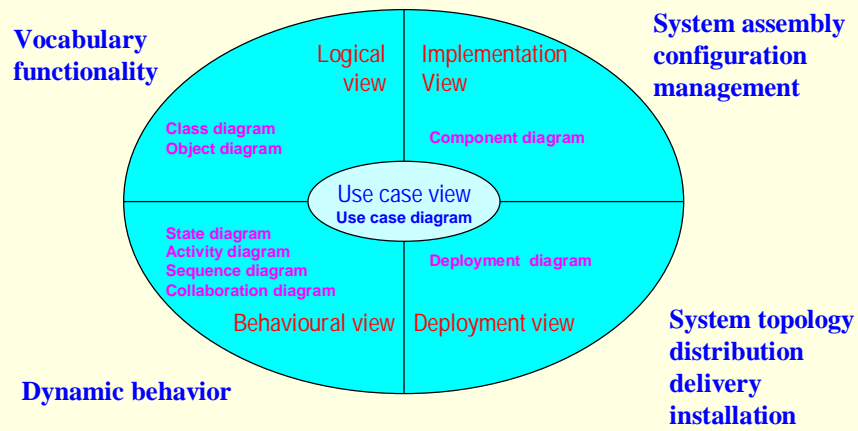 Vocabulary
functionality
System assembly
configuration
management
Logical
view
Implementation
View
Class diagram
Object diagram
Component diagram
Use case view
Use case diagram
State diagram
Activity diagram
Sequence diagram
Collaboration diagram
Deployment diagram
Behavioural view
Deployment view
Dynamic behavior
System topology
distribution
delivery
installation